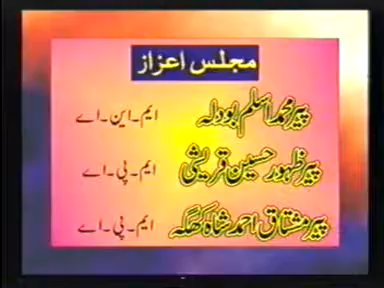 مجلس اعزاز
پیر محمد اسلم بودلہ ایم۔این۔اے
پیر ظہور حسین قریشی ایم۔پی۔اے
پیر مشتاق احمد شاہ کھگہ ایم۔پی۔اے